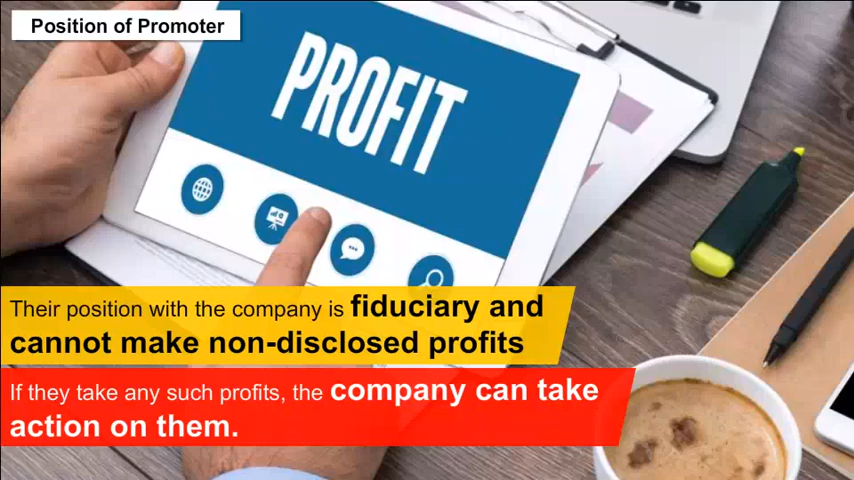 Position of Promoter
PROFIT
Their position with the company is fiduciary and
cannot make non-disclosed profits
If they take any such profits, the company can take
action on them.